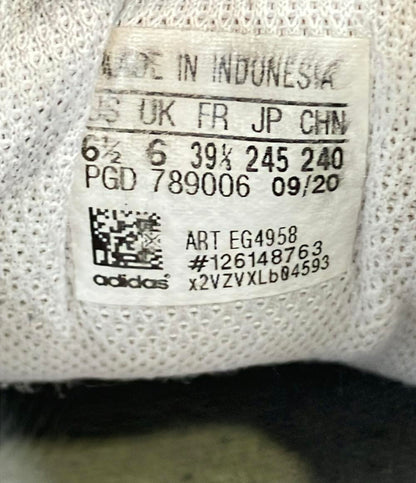 MADE IN INDONESIA
US UK FR JP CHN
6½ 6 39⅓ 245 240
PGD 789006 09/20
ART EG4958
#126148763
x2VZVXLb04593
adidas